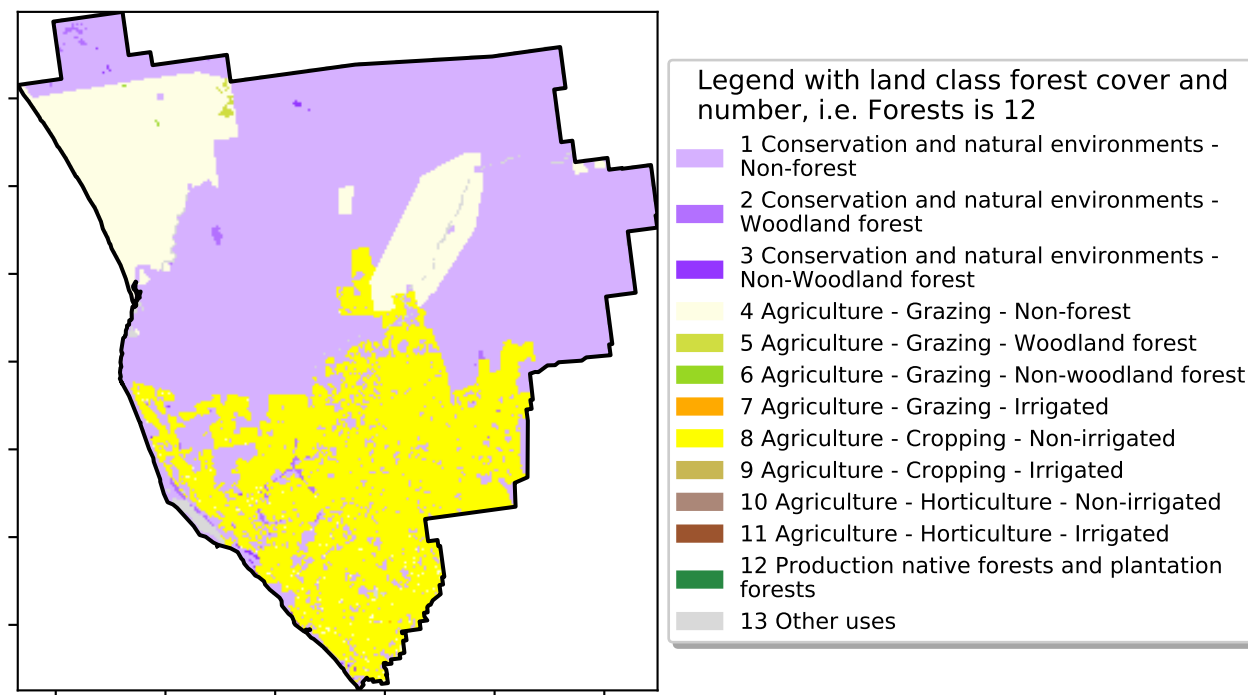 Legend with land class forest cover and
number, i.e. Forests is 12
1 Conservation and natural environments -
Non-forest
2 Conservation and natural environments -
Woodland forest
3 Conservation and natural environments -
Non-Woodland forest
4 Agriculture - Grazing - Non-forest
5 Agriculture - Grazing - Woodland forest
6 Agriculture - Grazing - Non-woodland forest
7 Agriculture - Grazing - Irrigated
8 Agriculture - Cropping - Non-irrigated
9 Agriculture - Cropping - Irrigated
10 Agriculture - Horticulture - Non-irrigated
11 Agriculture - Horticulture - Irrigated
12 Production native forests and plantation
forests
13 Other uses